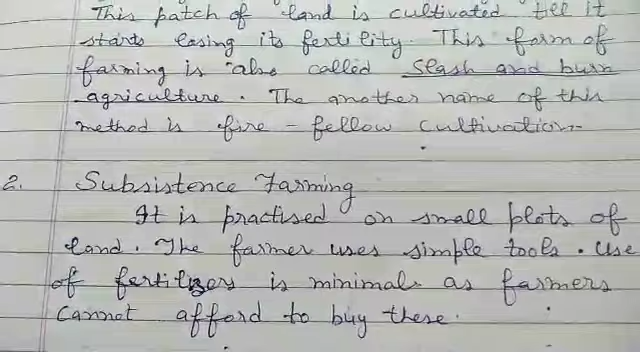 This patch of land is cultivated till it
starts losing its fertility. This form of
farming is also called Slash and burn
agriculture. The another name of this
method is fire - fellow cultivation.
2. Subsistence Farming
It is practised on small plots of
land. The farmer uses simple tools. Use
of fertilizers is minimal as farmers
cannot afford to buy these.